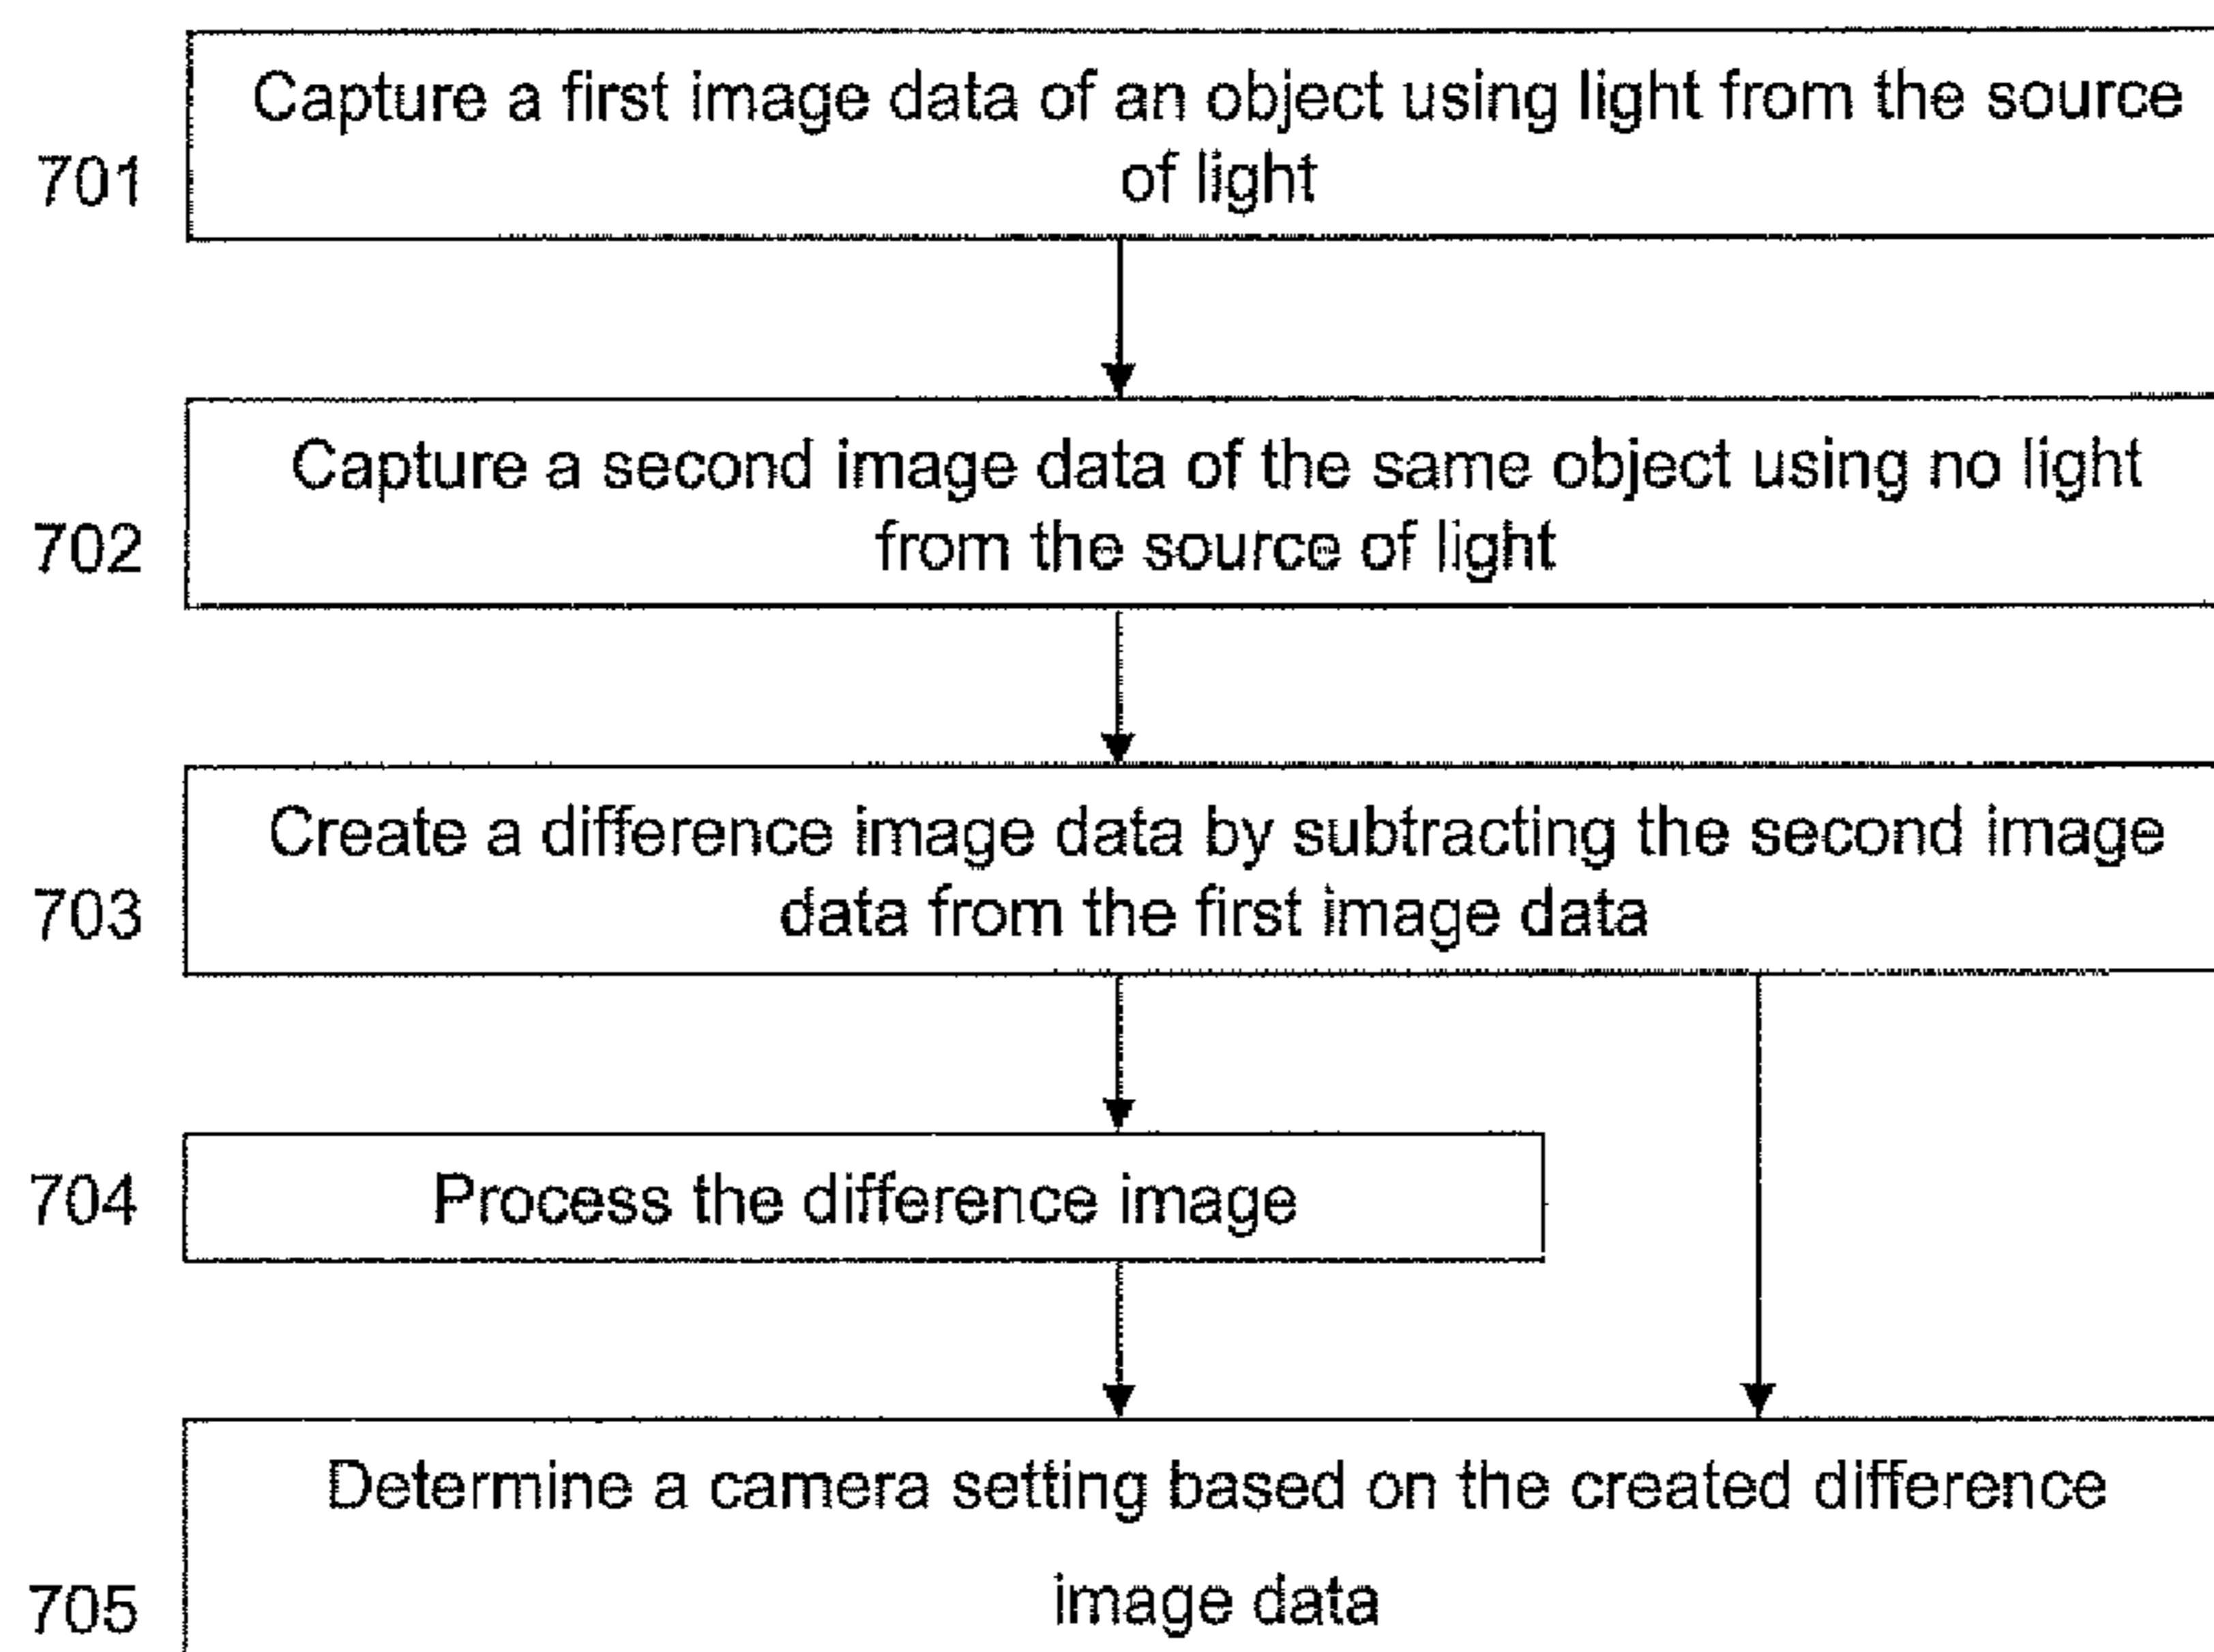 Capture a first image data of an object using light from the source
701
of light
Capture a second image data of the same object using no light
702
from the source of light
Create a difference image data by subtracting the second image
703
data from the first image data
704
Process the difference image
Determine a camera setting based on the created difference
705
image data